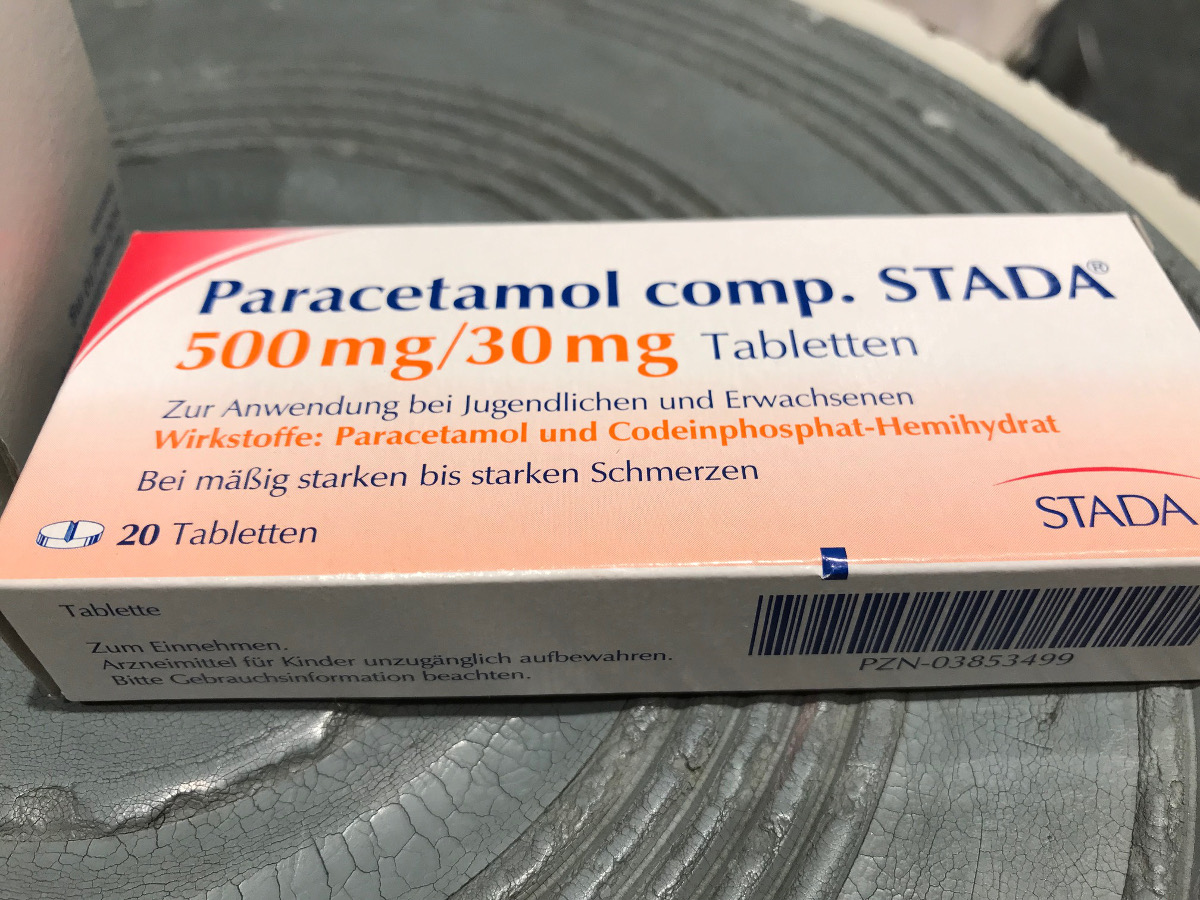 Paracetamol comp. STADA®
500 mg/30 mg Tabletten
Zur Anwendung bei Jugendlichen und Erwachsenen
Wirkstoffe: Paracetamol und Codeinphosphat-Hemihydrat
Bei mäßig starken bis starken Schmerzen
20 Tabletten
STADA
Tablette
Zum Einnehmen.
Arzneimittel für Kinder unzugänglich aufbewahren.
Bitte Gebrauchsinformation beachten.
PZN-03853499